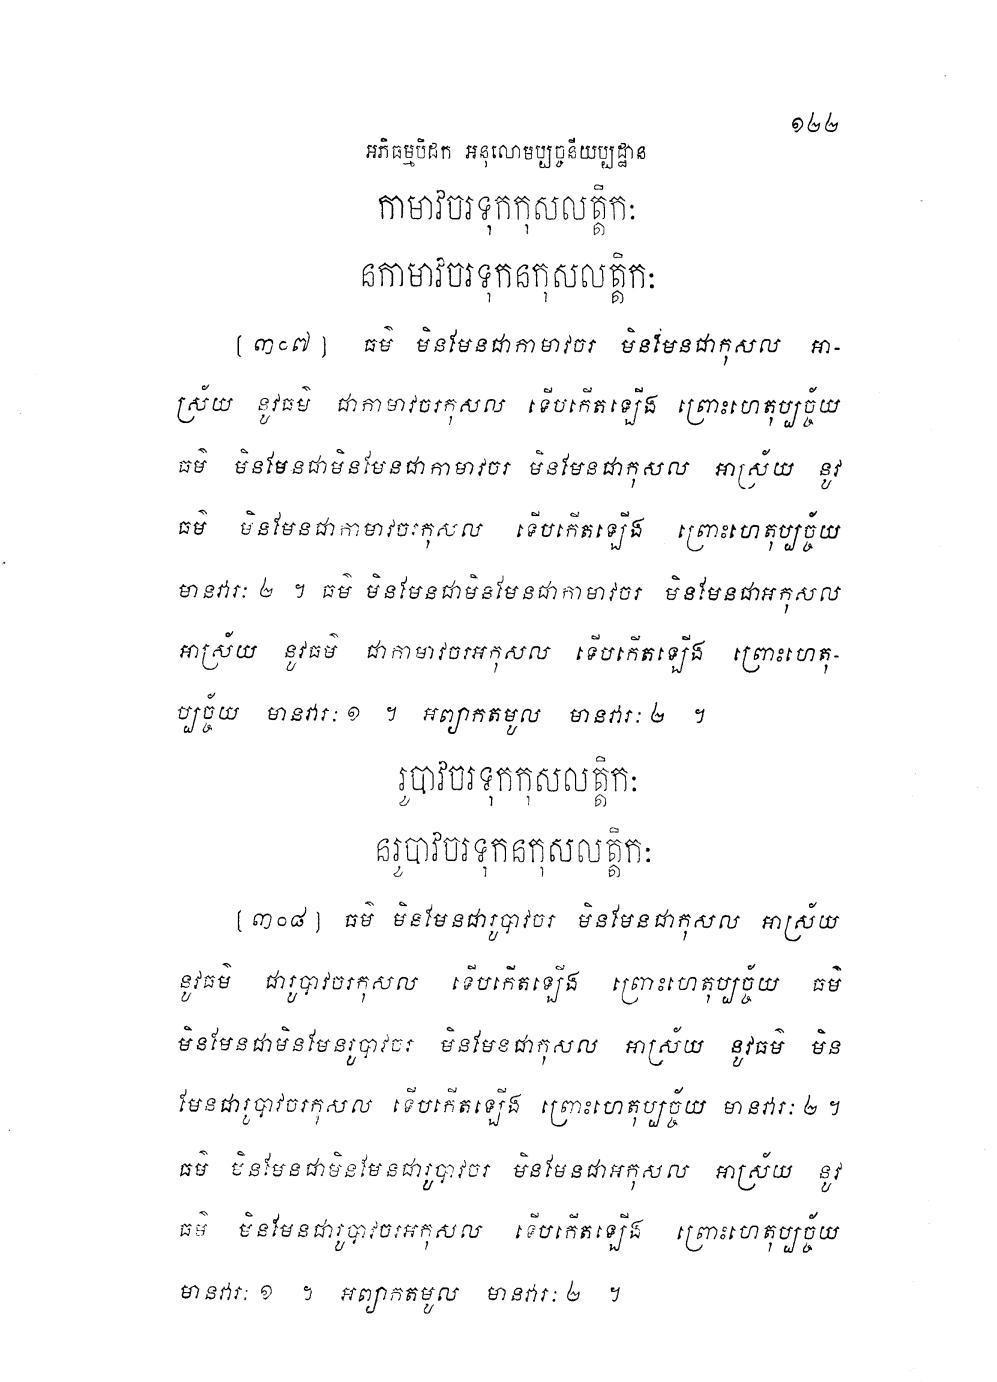 ១២២
អភិធម្មបិដក អនុលោមប្បច្ចនីយប្បដ្ឋាន
កាមាវចរទុកកុសលត្តិកៈ
នកាមាវចរទុកនកុសលត្តិកៈ
[៣០៧] ធម៌ មិនមែនជាកាមាវចរ មិនមែនជាកុសល អា-
ស្រ័យ នូវធម៌ ជាកាមាវចរកុសល ទើបកើតឡើង ព្រោះហេតុប្បច្ច័យ
ធម៌ មិនមែនជាមិនមែនជាកាមាវចរ មិនមែនជាកុសល អាស្រ័យ នូវ
ធម៌ មិនមែនជាកាមាវចរកុសល ទើបកើតឡើង ព្រោះហេតុប្បច្ច័យ
មានវារៈ ២ ។ ធម៌ មិនមែនជាមិនមែនជាកាមាវចរ មិនមែនជាអកុសល
អាស្រ័យ នូវធម៌ ជាកាមាវចរអកុសល ទើបកើតឡើង ព្រោះហេតុ-
ប្បច្ច័យ មានវារៈ ១ ។ អព្យាកតមូល មានវារៈ ២ ។
រូបាវចរទុកកុសលត្តិកៈ
នរូបាវចរទុកនកុសលត្តិកៈ
[៣០៨] ធម៌ មិនមែនជារូបាវចរ មិនមែនជាកុសល អាស្រ័យ
នូវធម៌ ជារូបាវចរកុសល ទើបកើតឡើង ព្រោះហេតុប្បច្ច័យ ធម៌
មិនមែនជាមិនមែនរូបាវចរ មិនមែនជាកុសល អាស្រ័យ នូវធម៌ មិន
មែនជារូបាវចរកុសល ទើបកើតឡើង ព្រោះហេតុប្បច្ច័យ មានវារៈ ២ ។
ធម៌ មិនមែនជាមិនមែនជារូបាវចរ មិនមែនជាអកុសល អាស្រ័យ នូវ
ធម៌ មិនមែនជារូបាវចរអកុសល ទើបកើតឡើង ព្រោះហេតុប្បច្ច័យ
មានវារៈ ១ ។ អព្យាកតមូល មានវារៈ ២ ។